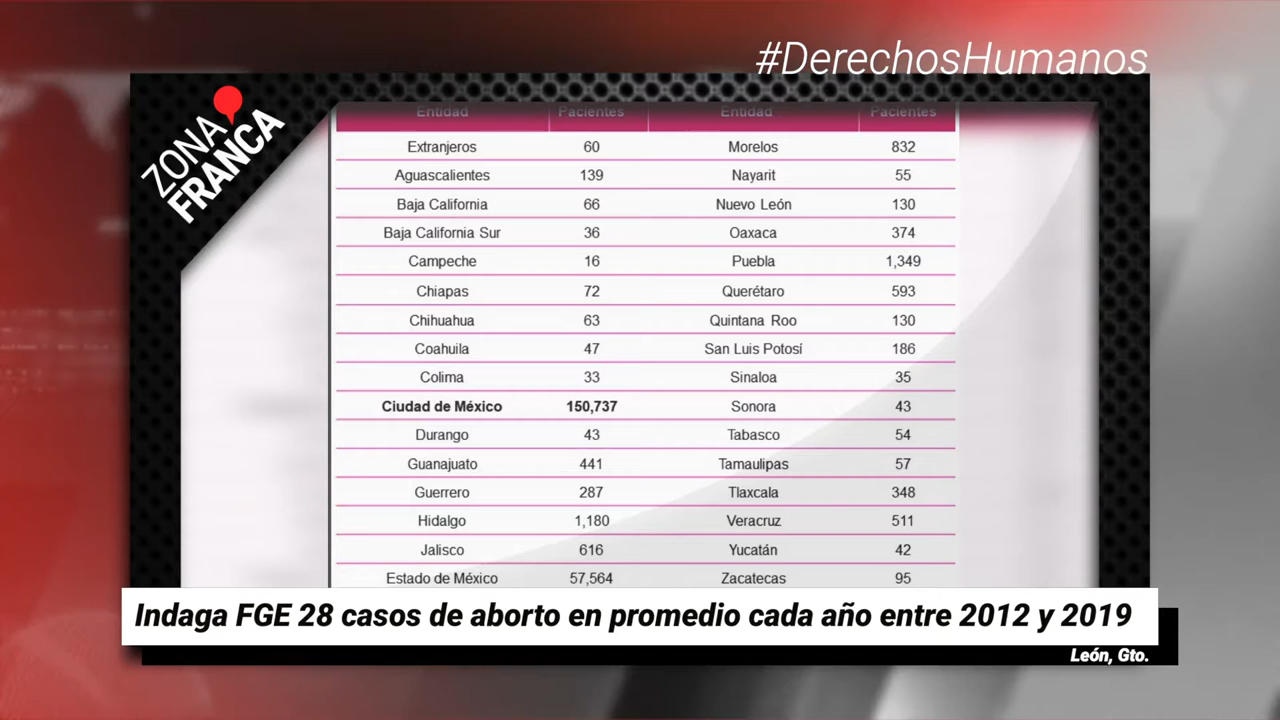 #DerechosHumanos
ZONA
FRANCA
Entidad Pacientes Entidad Pacientes
Extranjeros 60 Morelos 832
Aguascalientes 139 Nayarit 55
Baja California 66 Nuevo León 130
Baja California Sur 36 Oaxaca 374
Campeche 16 Puebla 1,349
Chiapas 72 Querétaro 593
Chihuahua 63 Quintana Roo 130
Coahuila 47 San Luis Potosí 186
Colima 33 Sinaloa 35
Ciudad de México 150,737 Sonora 43
Durango 43 Tabasco 54
Guanajuato 441 Tamaulipas 57
Guerrero 287 Tlaxcala 348
Hidalgo 1,180 Veracruz 511
Jalisco 616 Yucatán 42
Estado de México 57,564 Zacatecas 95
Indaga FGE 28 casos de aborto en promedio cada año entre 2012 y 2019
León, Gto.